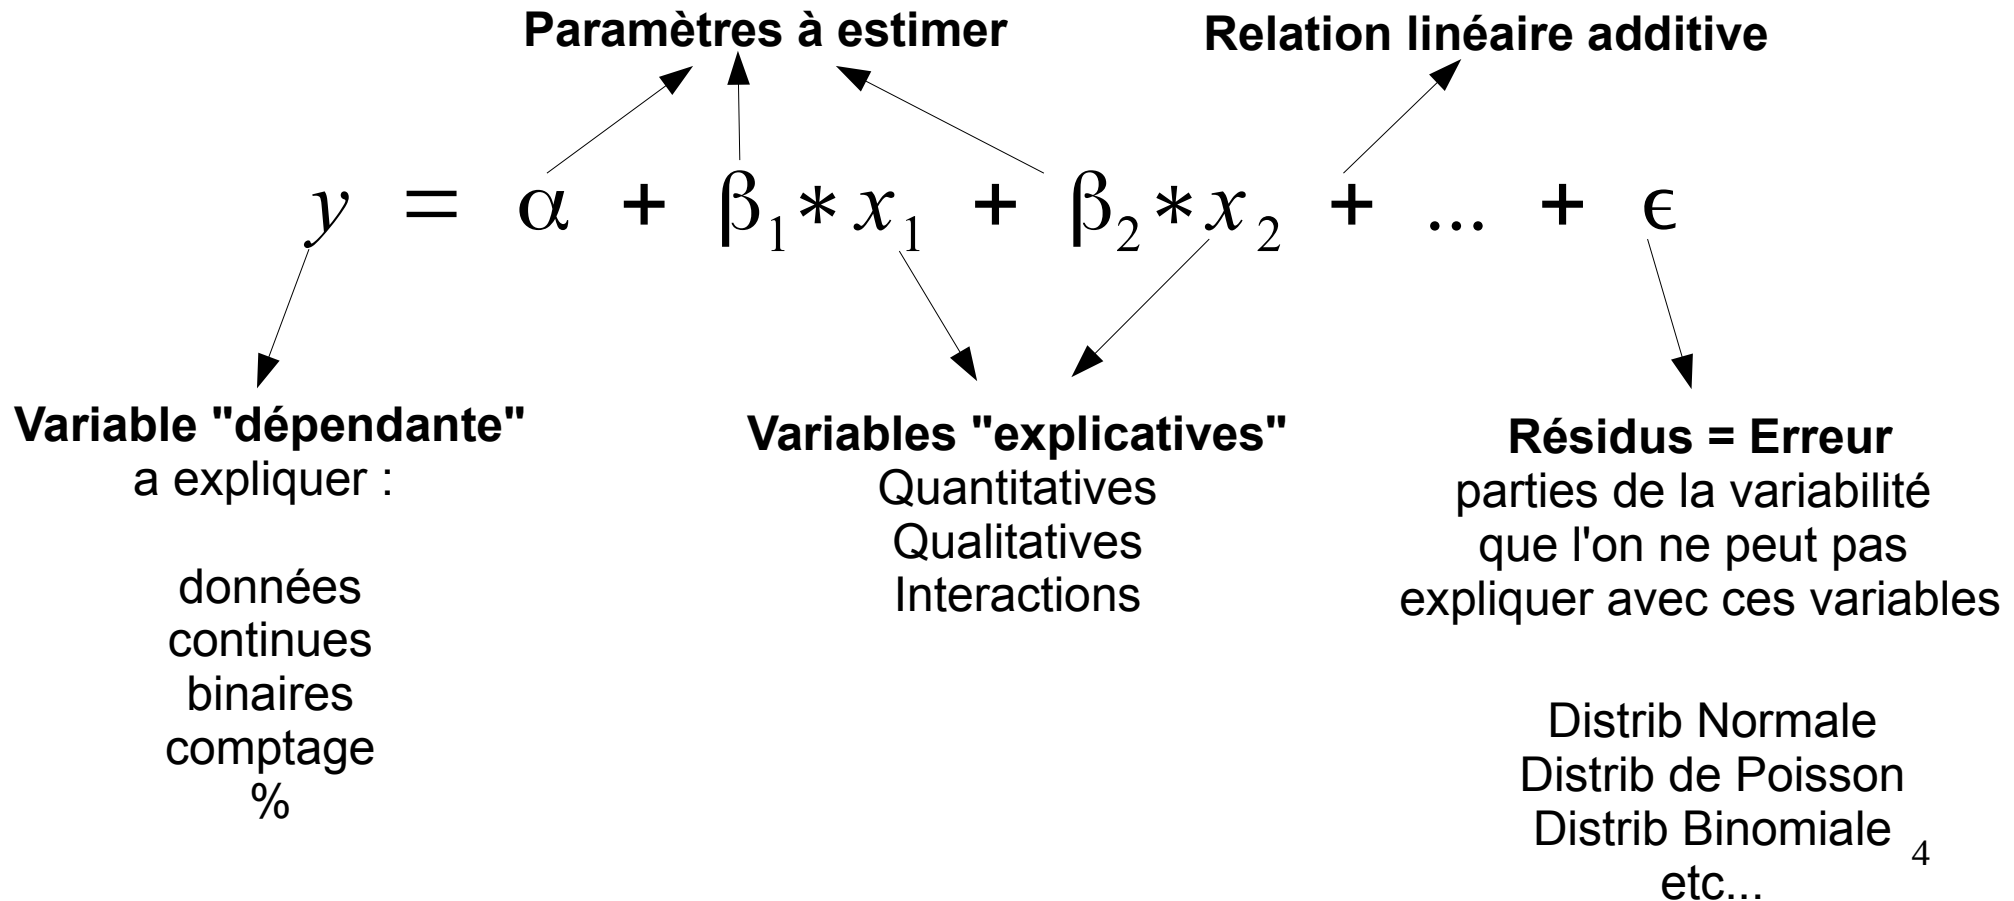 Paramètres à estimer
Relation linéaire additive
y = α + β₁*x₁ + β₂*x₂ + ... + ϵ
Variable "dépendante"
a expliquer :
données
continues
binaires
comptage
%
Variables "explicatives"
Quantitatives
Qualitatives
Interactions
Résidus = Erreur
parties de la variabilité
que l'on ne peut pas
expliquer avec ces variables
Distrib Normale
Distrib de Poisson
Distrib Binomiale
etc...
4